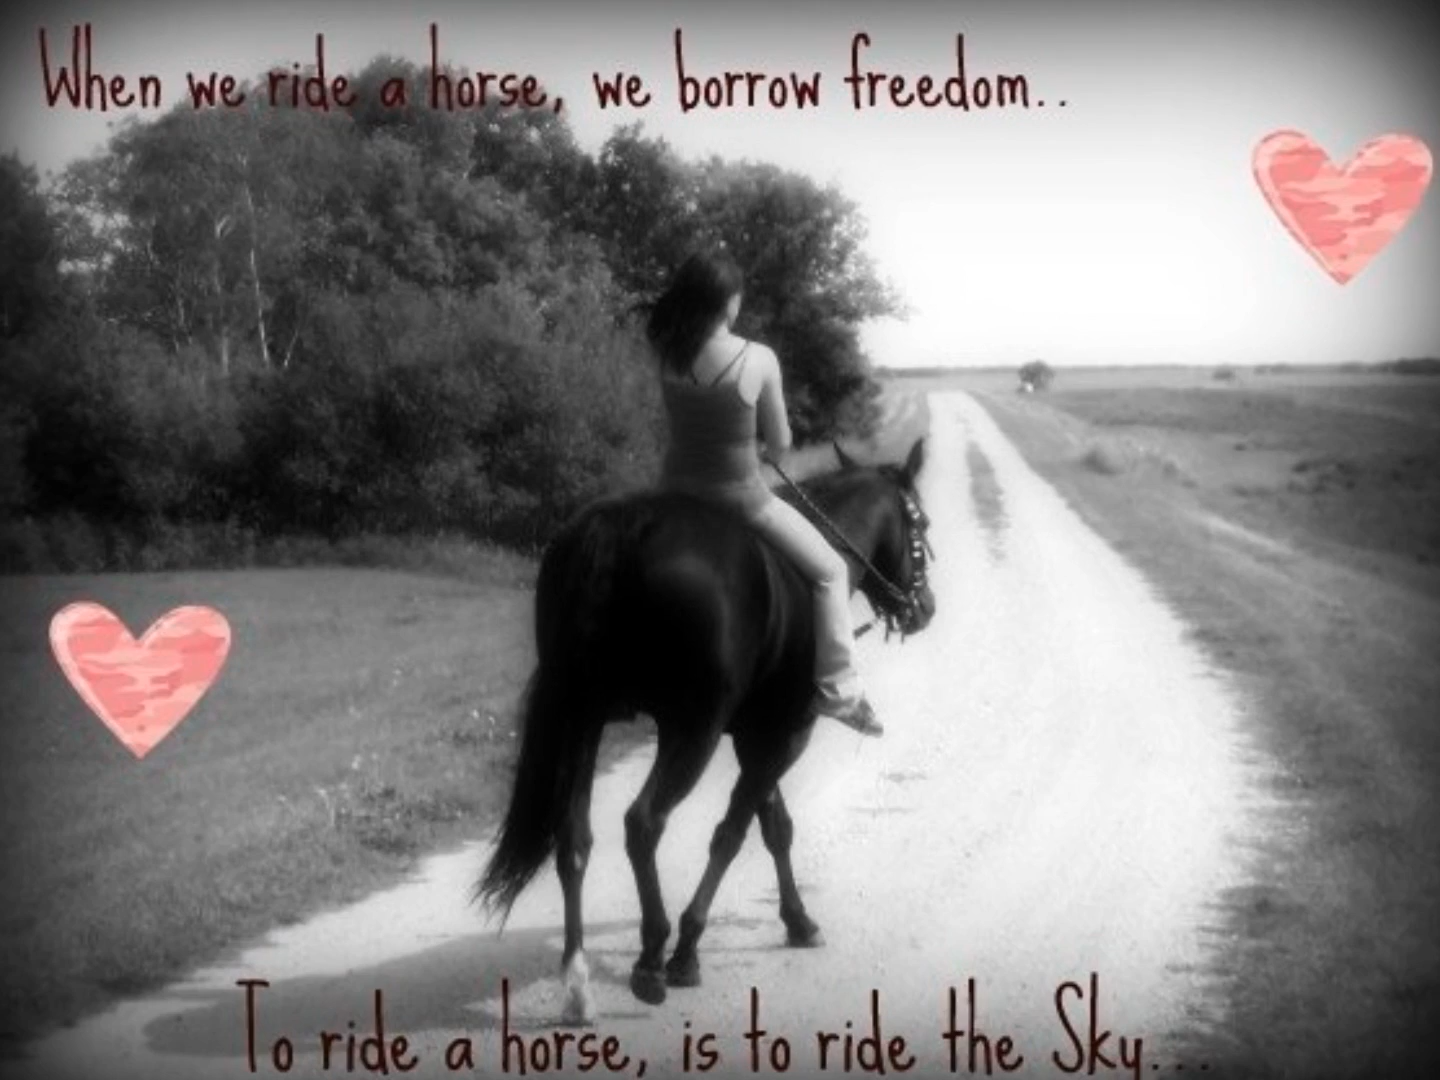 When we ride a horse, we borrow freedom..
To ride a horse, is to ride the Sky...